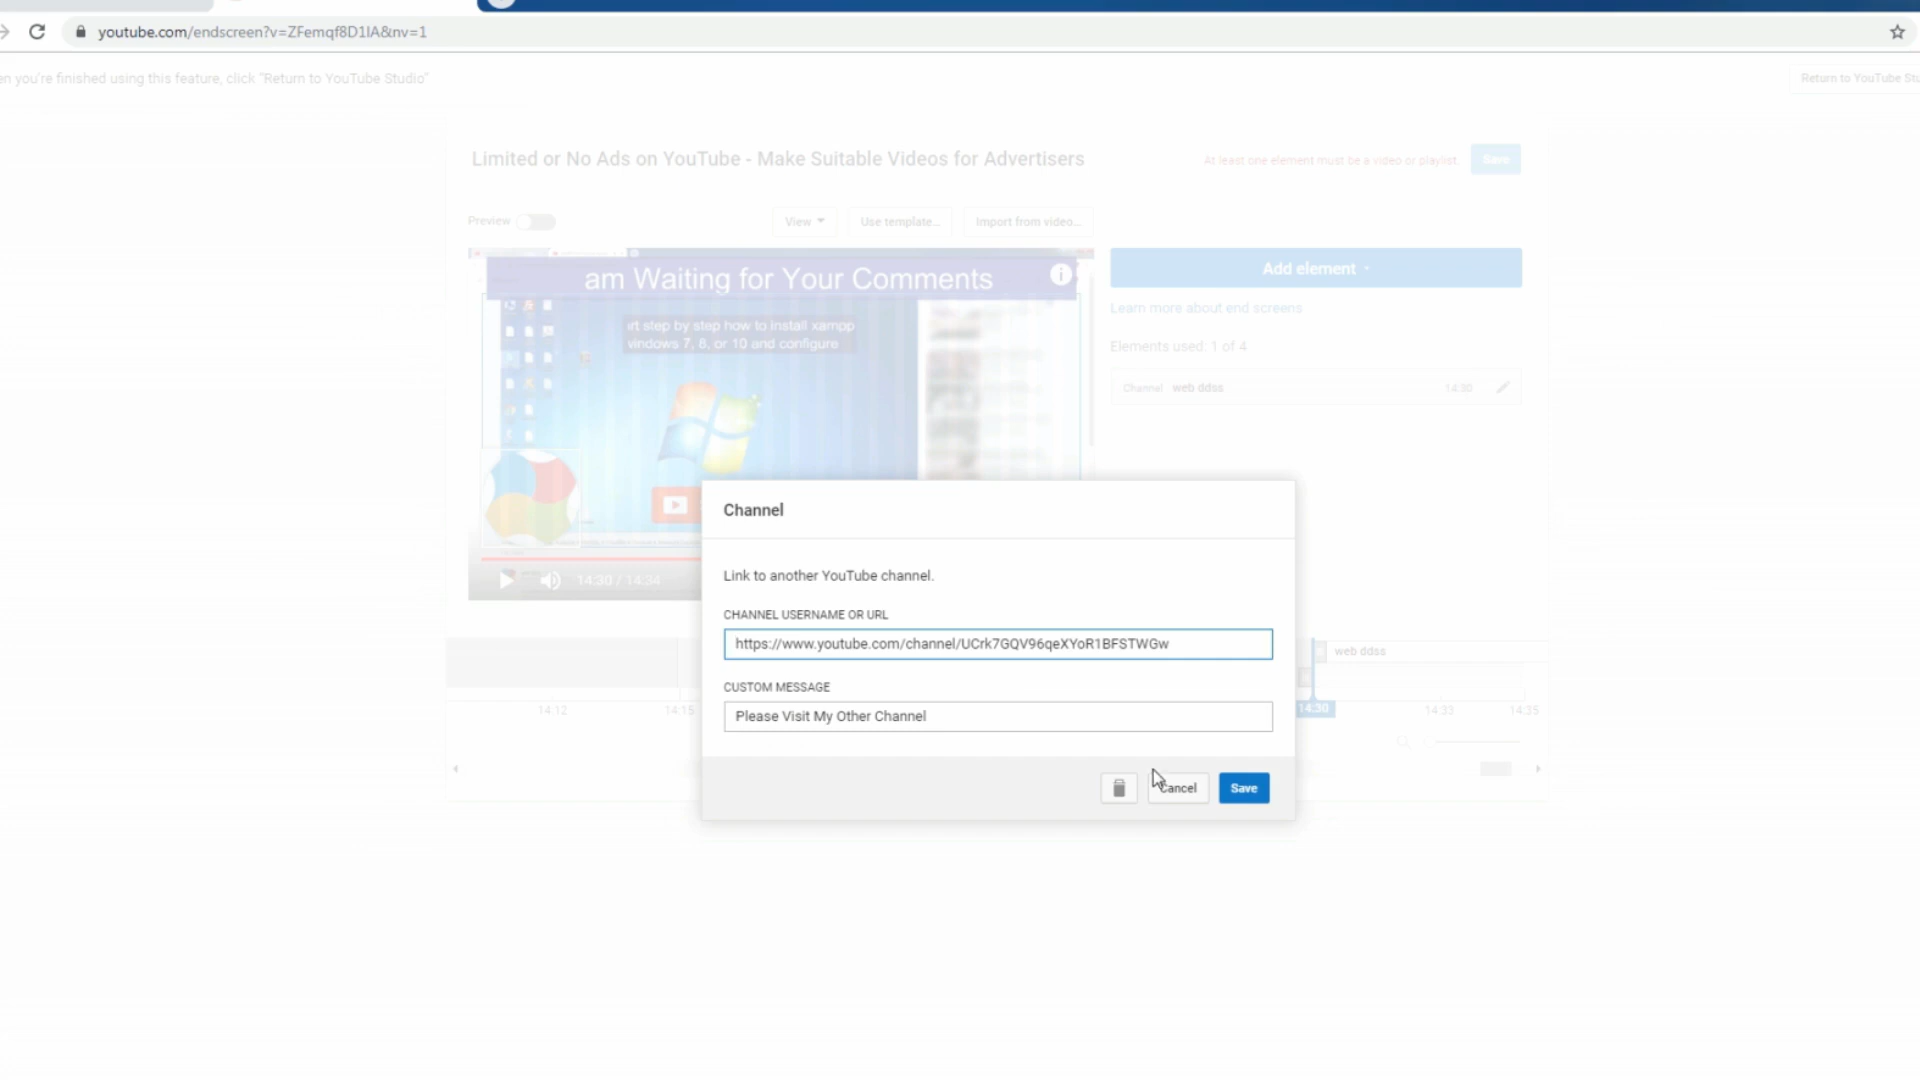 youtube.com/endscreen?v=ZFemqf8D1lA&nv=1
en you're finished using this feature, click "Return to YouTube Studio"
Return to YouTube Stu
Limited or No Ads on YouTube - Make Suitable Videos for Advertisers
At least one element must be a video or playlist.
Save
Preview
View
Use template...
Import from video...
am Waiting for Your Comments
Add element
Learn more about end screens
irt step by step how to install xampp
vindows 7, 8, or 10 and configure
Elements used: 1 of 4
Channel web ddss 14:30
Channel
Link to another YouTube channel.
14:30 / 14:34
CHANNEL USERNAME OR URL
https://www.youtube.com/channel/UCrk7GQV96qeXYoR1BFSTWGw
web ddss
CUSTOM MESSAGE
Please Visit My Other Channel
14:12 14:15 14:30 14:33 14:35
Cancel
Save